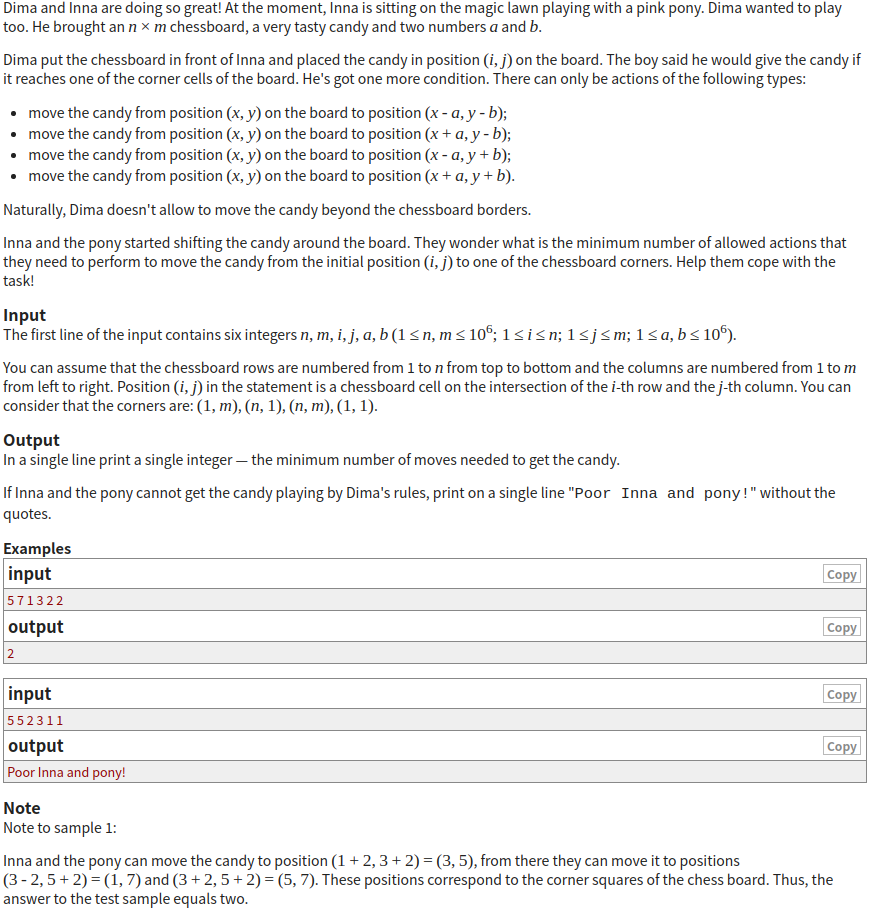 Dima and Inna are doing so great! At the moment, Inna is sitting on the magic lawn playing with a pink pony. Dima wanted to play
too. He brought an n × m chessboard, a very tasty candy and two numbers a and b.
Dima put the chessboard in front of Inna and placed the candy in position (i, j) on the board. The boy said he would give the candy if
it reaches one of the corner cells of the board. He's got one more condition. There can only be actions of the following types:
• move the candy from position (x, y) on the board to position (x - a, y - b);
• move the candy from position (x, y) on the board to position (x + a, y - b);
• move the candy from position (x, y) on the board to position (x - a, y + b);
• move the candy from position (x, y) on the board to position (x + a, y + b).
Naturally, Dima doesn't allow to move the candy beyond the chessboard borders.
Inna and the pony started shifting the candy around the board. They wonder what is the minimum number of allowed actions that
they need to perform to move the candy from the initial position (i, j) to one of the chessboard corners. Help them cope with the
task!
Input
The first line of the input contains six integers n, m, i, j, a, b (1 ≤ n, m ≤ 10⁶; 1 ≤ i ≤ n; 1 ≤ j ≤ m; 1 ≤ a, b ≤ 10⁶).
You can assume that the chessboard rows are numbered from 1 to n from top to bottom and the columns are numbered from 1 to m
from left to right. Position (i, j) in the statement is a chessboard cell on the intersection of the i-th row and the j-th column. You can
consider that the corners are: (1, m), (n, 1), (n, m), (1, 1).
Output
In a single line print a single integer — the minimum number of moves needed to get the candy.
If Inna and the pony cannot get the candy playing by Dima's rules, print on a single line "Poor Inna and pony!" without the
quotes.
Examples
input
Copy
5 7 1 3 2 2
output
Copy
2
input
Copy
5 5 2 3 1 1
output
Copy
Poor Inna and pony!
Note
Note to sample 1:
Inna and the pony can move the candy to position (1 + 2, 3 + 2) = (3, 5), from there they can move it to positions
(3 - 2, 5 + 2) = (1, 7) and (3 + 2, 5 + 2) = (5, 7). These positions correspond to the corner squares of the chess board. Thus, the
answer to the test sample equals two.